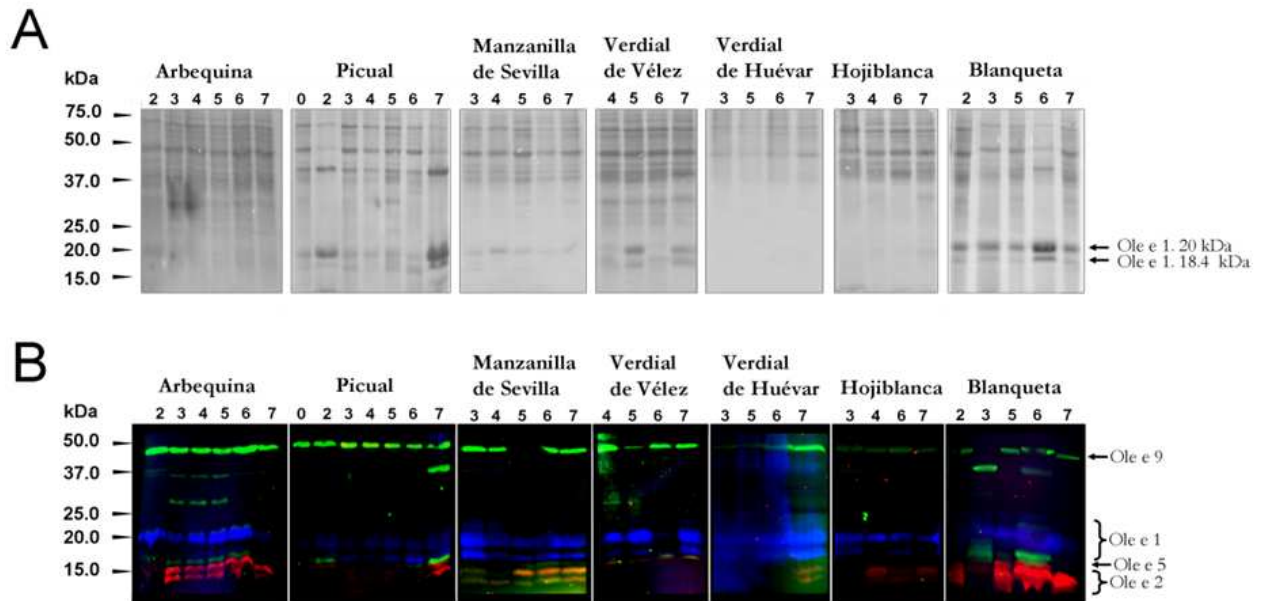 A
Manzanilla Verdial Verdial
kDa Arbequina Picual de Sevilla de Vélez de Huévar Hojiblanca Blanqueta
2 3 4 5 6 7 0 2 3 4 5 6 7 3 4 5 6 7 4 5 6 7 3 5 6 7 3 4 6 7 2 3 5 6 7
75.0
50.0
37.0
25.0
20.0 Ole e 1. 20 kDa
Ole e 1. 18.4 kDa
15.0
B
Manzanilla Verdial Verdial
Arbequina Picual de Sevilla de Vélez de Huévar Hojiblanca Blanqueta
kDa 2 3 4 5 6 7 0 2 3 4 5 6 7 3 4 5 6 7 4 5 6 7 3 5 6 7 3 4 6 7 2 3 5 6 7
50.0
Ole e 9
37.0
25.0
20.0 Ole e 1
15.0 Ole e 5
Ole e 2